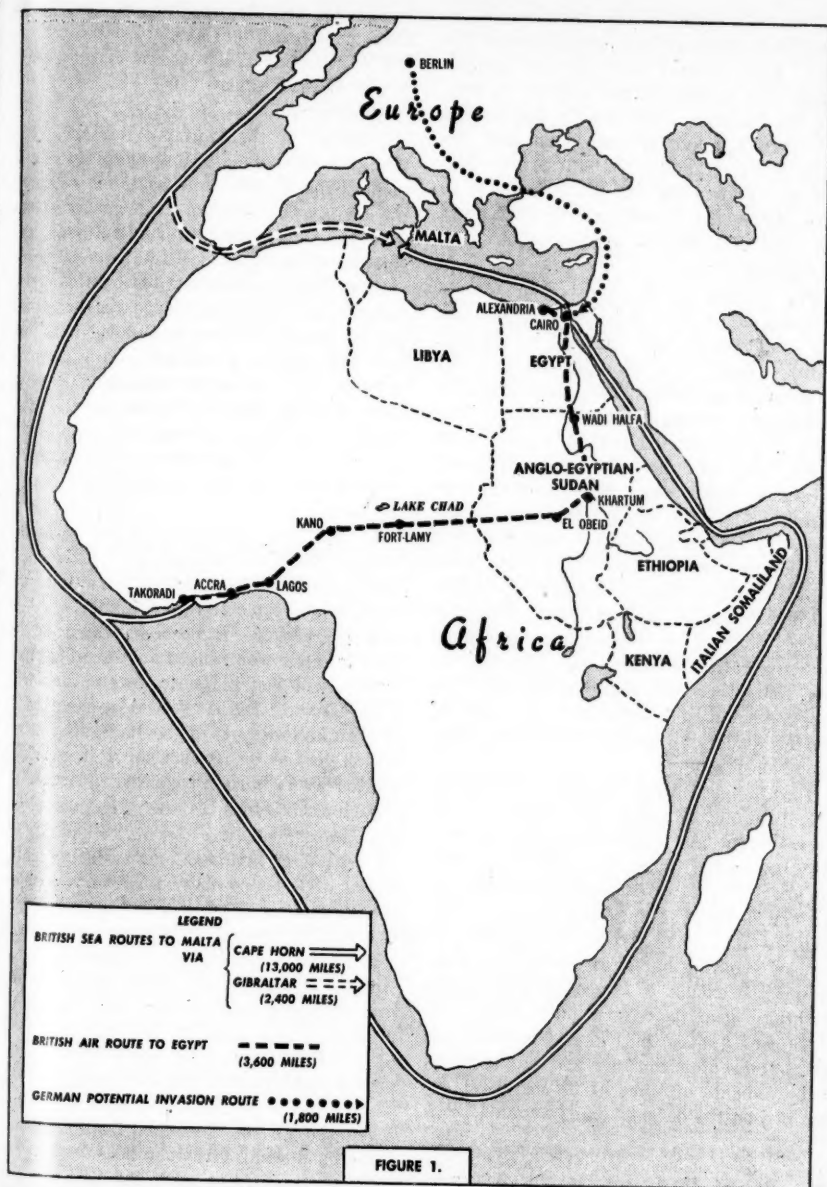 BERLIN
Europe
MALTA
ALEXANDRIA
CAIRO
LIBYA
EGYPT
WADI HALFA
ANGLO-EGYPTIAN
SUDAN
LAKE CHAD
KHARTUM
KANO
FORT-LAMY
EL OBEID
ETHIOPIA
TAKORADI
ACCRA
LAGOS
ITALIAN SOMALILAND
Africa
KENYA
LEGEND
BRITISH SEA ROUTES TO MALTA
VIA
CAPE HORN
(13,000 MILES)
GIBRALTAR
(2,400 MILES)
BRITISH AIR ROUTE TO EGYPT
(3,600 MILES)
GERMAN POTENTIAL INVASION ROUTE
(1,800 MILES)
FIGURE 1.